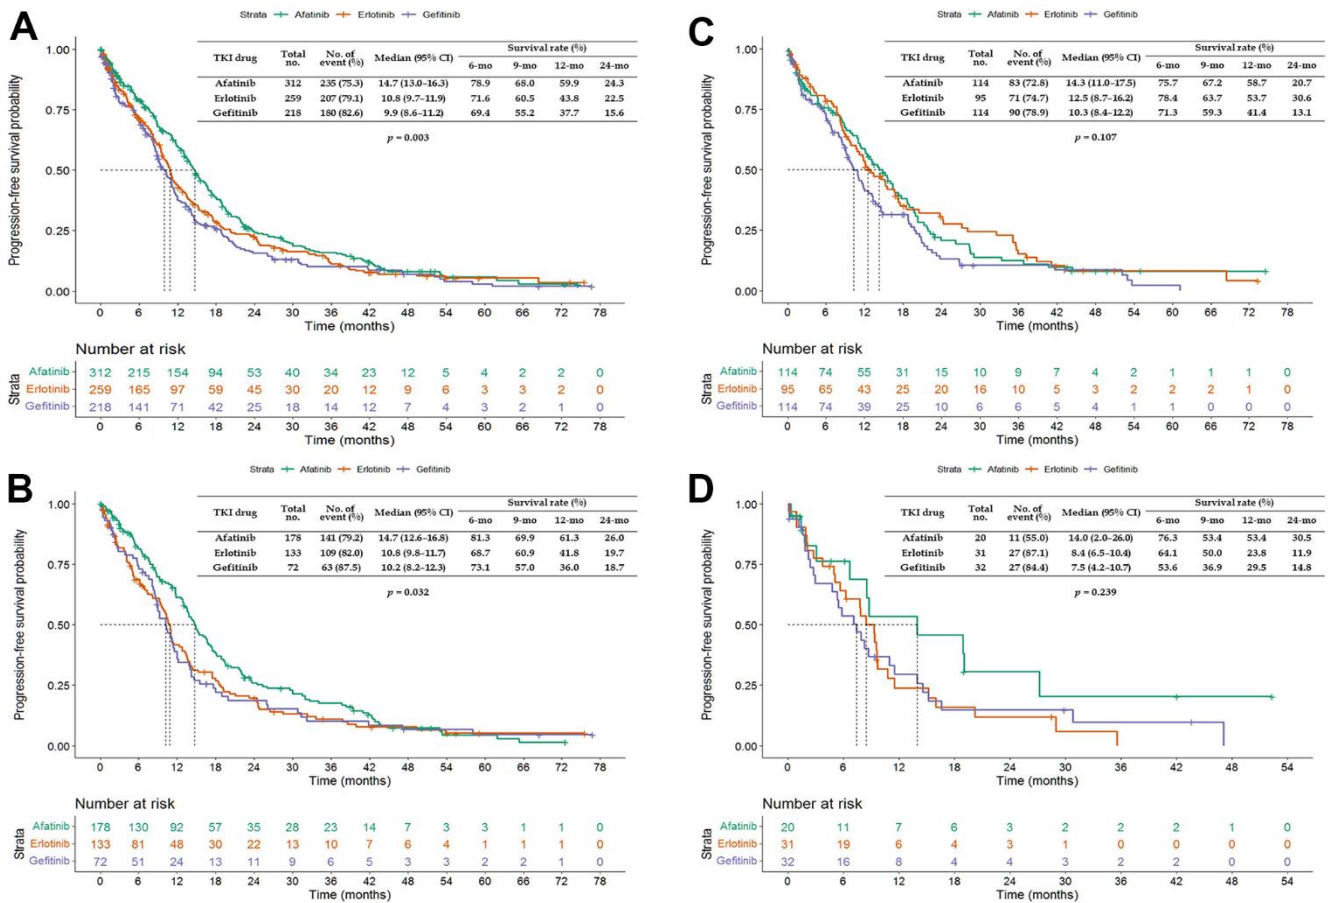 A
Strata Afatinib Erlotinib Gefitinib
Progression-free survival probability
1.00
0.75
0.50
0.25
0.00
TKI drug Total no. No. of event (%) Median (95% CI) Survival rate (%)
6-mo 9-mo 12-mo 24-mo
Afatinib 312 235 (75.3) 14.7 (13.0–16.3) 78.9 68.0 59.9 24.3
Erlotinib 259 207 (79.1) 10.8 (9.7–11.9) 71.6 60.5 43.8 22.5
Gefitinib 218 180 (82.6) 9.9 (8.6–11.2) 69.4 55.2 37.7 15.6
p = 0.003
0 6 12 18 24 30 36 42 48 54 60 66 72 78
Time (months)
Number at risk
Strata
Afatinib 312 215 154 94 53 40 34 23 12 5 4 2 2 0
Erlotinib 259 165 97 59 45 30 20 12 9 6 3 3 2 0
Gefitinib 218 141 71 42 25 18 14 12 7 4 3 2 1 0
0 6 12 18 24 30 36 42 48 54 60 66 72 78
Time (months)
B
Strata Afatinib Erlotinib Gefitinib
Progression-free survival probability
1.00
0.75
0.50
0.25
0.00
TKI drug Total no. No. of event (%) Median (95% CI) Survival rate (%)
6-mo 9-mo 12-mo 24-mo
Afatinib 178 141 (79.2) 14.7 (12.6–16.8) 81.3 69.9 61.3 26.0
Erlotinib 133 109 (82.0) 10.8 (9.8–11.7) 68.7 60.9 41.8 19.7
Gefitinib 72 63 (87.5) 10.2 (8.2–12.3) 73.1 57.0 36.0 18.7
p = 0.032
0 6 12 18 24 30 36 42 48 54 60 66 72 78
Time (months)
Number at risk
Strata
Afatinib 178 130 92 57 35 28 23 14 7 3 3 1 1 0
Erlotinib 133 81 48 30 22 13 10 7 6 4 1 1 1 0
Gefitinib 72 51 24 13 11 9 6 5 3 3 2 2 1 0
0 6 12 18 24 30 36 42 48 54 60 66 72 78
Time (months)
C
Strata Afatinib Erlotinib Gefitinib
Progression-free survival probability
1.00
0.75
0.50
0.25
0.00
TKI drug Total no. No. of event (%) Median (95% CI) Survival rate (%)
6-mo 9-mo 12-mo 24-mo
Afatinib 114 83 (72.8) 14.3 (11.0–17.5) 75.7 67.2 58.7 20.7
Erlotinib 95 71 (74.7) 12.5 (8.7–16.2) 78.4 63.7 53.7 30.6
Gefitinib 114 90 (78.9) 10.3 (8.4–12.2) 71.3 59.3 41.4 13.1
p = 0.107
0 6 12 18 24 30 36 42 48 54 60 66 72 78
Time (months)
Number at risk
Strata
Afatinib 114 74 55 31 15 10 9 7 4 2 1 1 1 0
Erlotinib 95 65 43 25 20 16 10 5 3 2 2 2 1 0
Gefitinib 114 74 39 25 10 6 6 5 4 1 1 0 0 0
0 6 12 18 24 30 36 42 48 54 60 66 72 78
Time (months)
D
Strata Afatinib Erlotinib Gefitinib
Progression-free survival probability
1.00
0.75
0.50
0.25
0.00
TKI drug Total no. No. of event (%) Median (95% CI) Survival rate (%)
6-mo 9-mo 12-mo 24-mo
Afatinib 20 11 (55.0) 14.0 (2.0–26.0) 76.3 53.4 53.4 30.5
Erlotinib 31 27 (87.1) 8.4 (6.5–10.4) 64.1 50.0 23.8 11.9
Gefitinib 32 27 (84.4) 7.5 (4.2–10.7) 53.6 36.9 29.5 14.8
p = 0.239
0 6 12 18 24 30 36 42 48 54
Time (months)
Number at risk
Strata
Afatinib 20 11 7 6 3 2 2 2 1 0
Erlotinib 31 19 6 4 3 1 0 0 0 0
Gefitinib 32 16 8 4 4 3 2 2 0 0
0 6 12 18 24 30 36 42 48 54
Time (months)